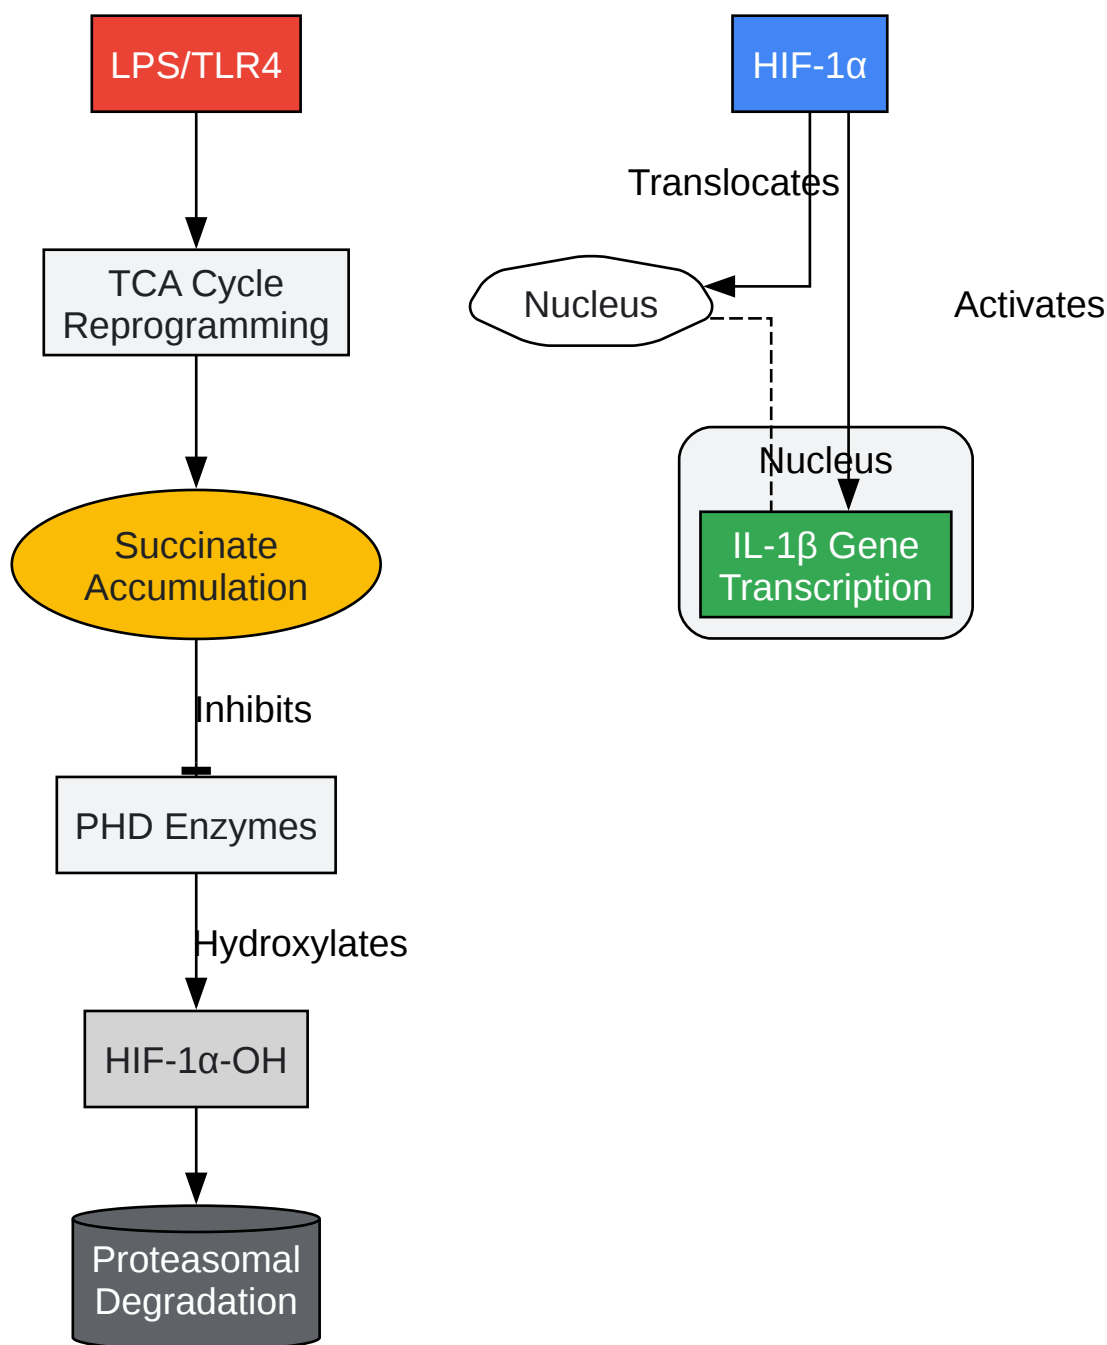 LPS/TLR4
TCA Cycle
Reprogramming
Succinate
Accumulation
Inhibits
PHD Enzymes
Hydroxylates
HIF-1α-OH
Proteasomal
Degradation
HIF-1α
Translocates
Nucleus
Activates
Nucleus
IL-1β Gene
Transcription